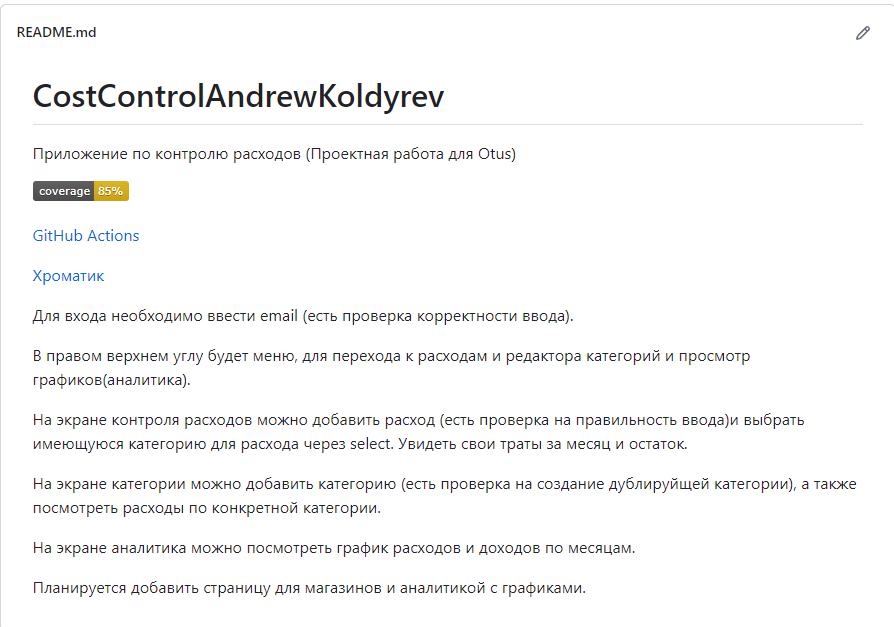 README.md
CostControlAndrewKoldyrev
Приложение по контролю расходов (Проектная работа для Otus)
coverage 85%
GitHub Actions
Хроматик
Для входа необходимо ввести email (есть проверка корректности ввода).
В правом верхнем углу будет меню, для перехода к расходам и редактора категорий и просмотр
графиков(аналитика).
На экране контроля расходов можно добавить расход (есть проверка на правильность ввода)и выбрать
имеющуюся категорию для расхода через select. Увидеть свои траты за месяц и остаток.
На экране категории можно добавить категорию (есть проверка на создание дублируйщей категории), а также
посмотреть расходы по конкретной категории.
На экране аналитика можно посмотреть график расходов и доходов по месяцам.
Планируется добавить страницу для магазинов и аналитикой с графиками.